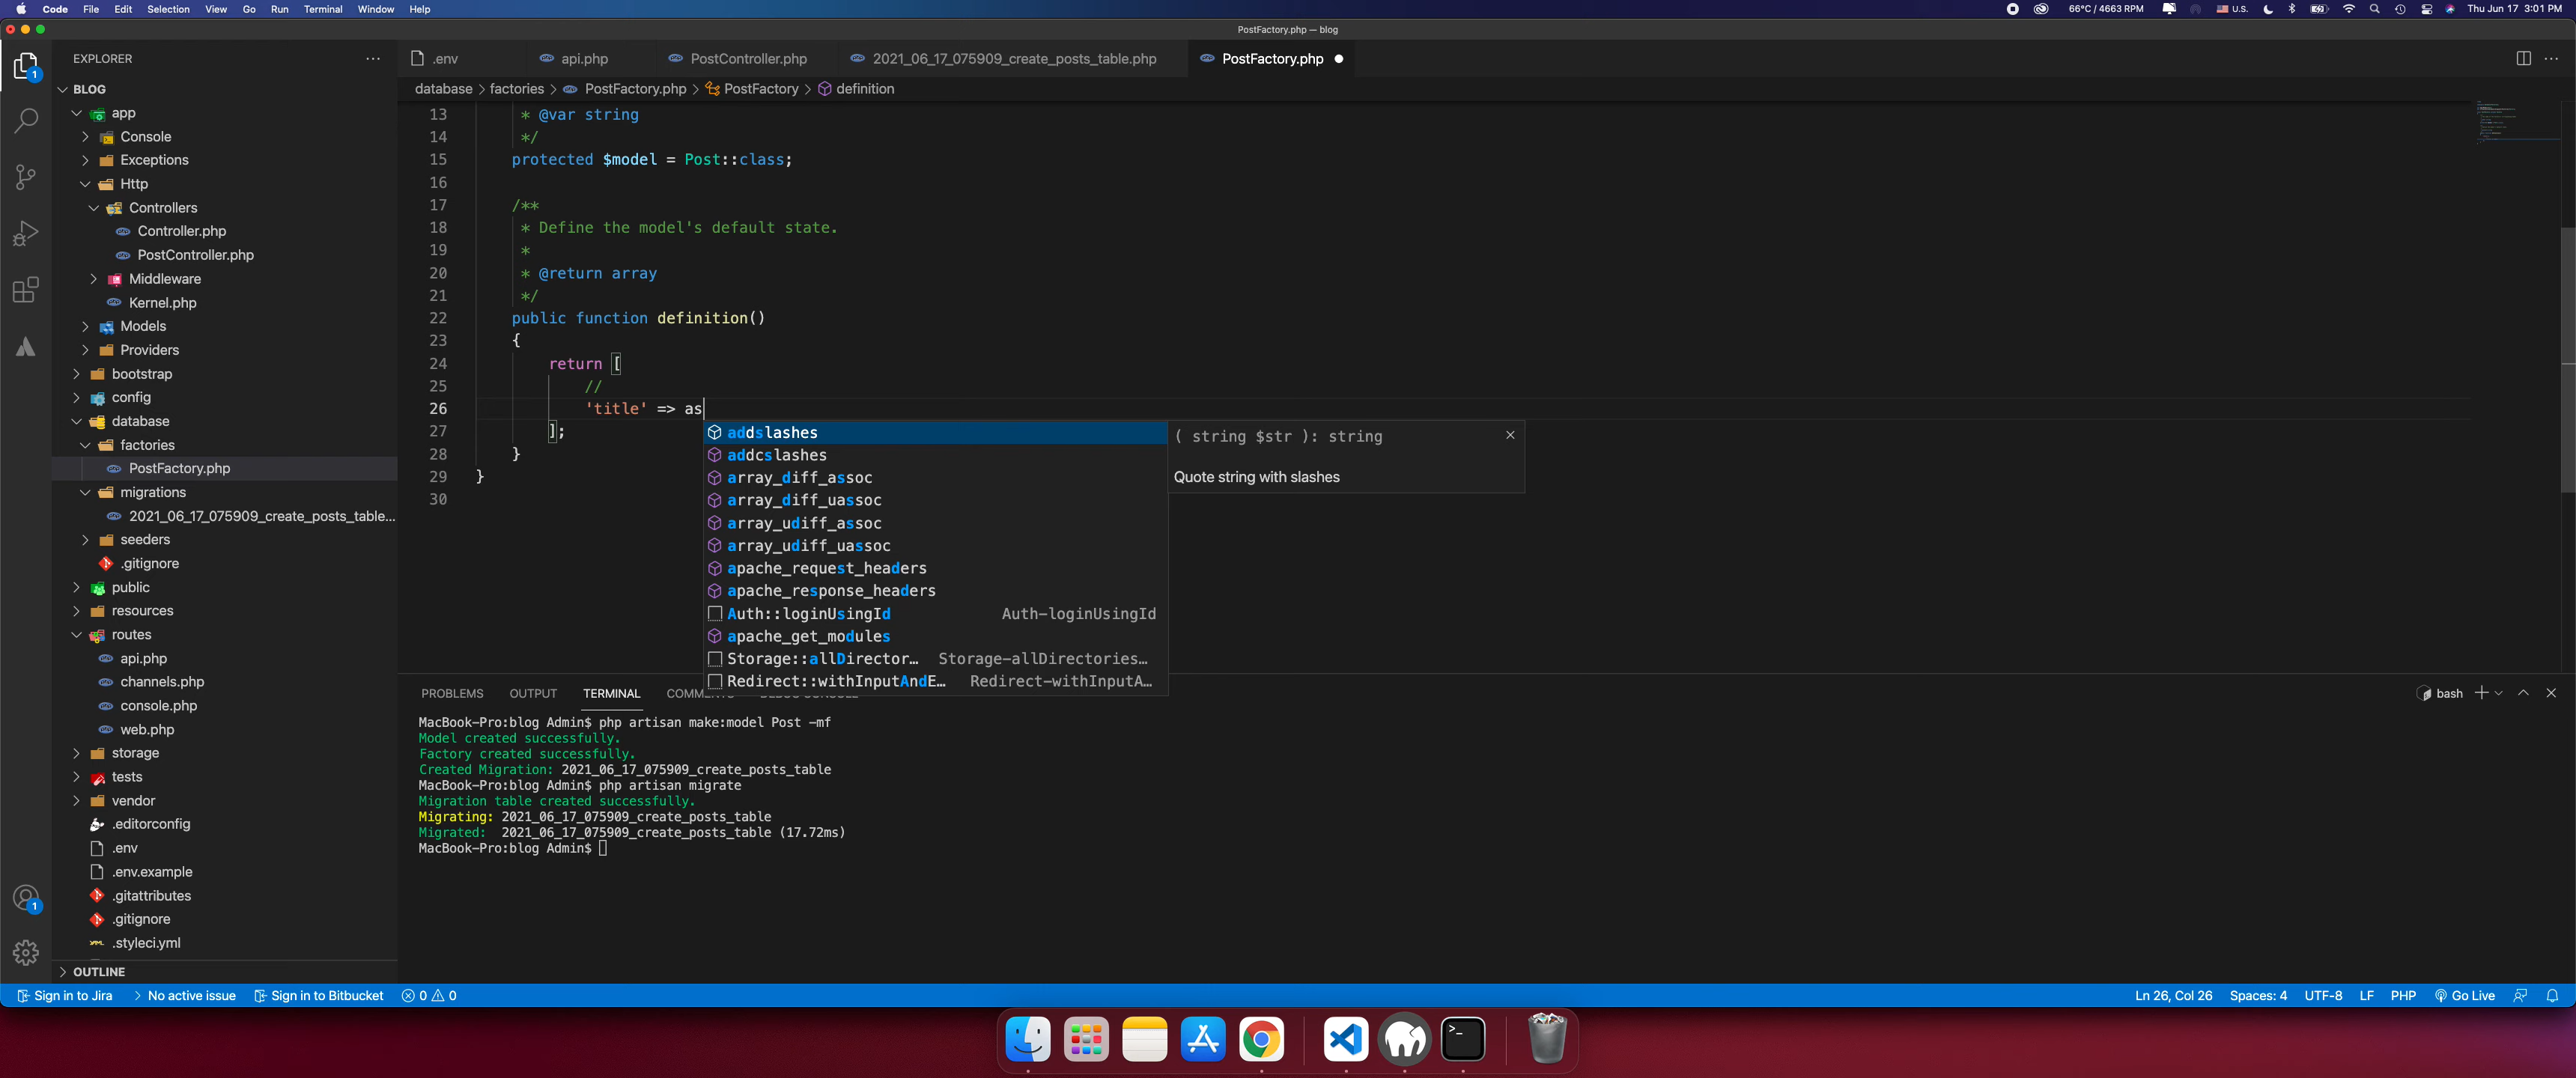 Code File Edit Selection View Go Run Terminal Window Help
66°C / 4663 RPM U.S. Thu Jun 17 3:01 PM
PostFactory.php — blog
EXPLORER
.env api.php PostController.php 2021_06_17_075909_create_posts_table.php PostFactory.php
database > factories > PostFactory.php > PostFactory > definition
1
BLOG
app
Console
Exceptions
Http
Controllers
Controller.php
PostController.php
Middleware
Kernel.php
Models
Providers
bootstrap
config
database
factories
PostFactory.php
migrations
2021_06_17_075909_create_posts_table...
seeders
.gitignore
public
resources
routes
api.php
channels.php
console.php
web.php
storage
tests
vendor
.editorconfig
.env
.env.example
.gitattributes
.gitignore
.styleci.yml
OUTLINE
1
13 * @var string
14 */
15 protected $model = Post::class;
16
17 /**
18 * Define the model's default state.
19 *
20 * @return array
21 */
22 public function definition()
23 {
24 return [
25 //
26 'title' => as
27 ];
28 }
29 }
30
addslashes
addcslashes
array_diff_assoc
array_diff_uassoc
array_udiff_assoc
array_udiff_uassoc
apache_request_headers
apache_response_headers
Auth::loginUsingId Auth-loginUsingId
apache_get_modules
Storage::allDirector... Storage-allDirectories...
Redirect::withInputAndE... Redirect-withInputA...
( string $str ): string
Quote string with slashes
PROBLEMS OUTPUT TERMINAL
bash
MacBook-Pro:blog Admin$ php artisan make:model Post -mf
Model created successfully.
Factory created successfully.
Created Migration: 2021_06_17_075909_create_posts_table
MacBook-Pro:blog Admin$ php artisan migrate
Migration table created successfully.
Migrating: 2021_06_17_075909_create_posts_table
Migrated: 2021_06_17_075909_create_posts_table (17.72ms)
MacBook-Pro:blog Admin$
Sign in to Jira No active issue Sign in to Bitbucket 0 0
Ln 26, Col 26 Spaces: 4 UTF-8 LF PHP Go Live